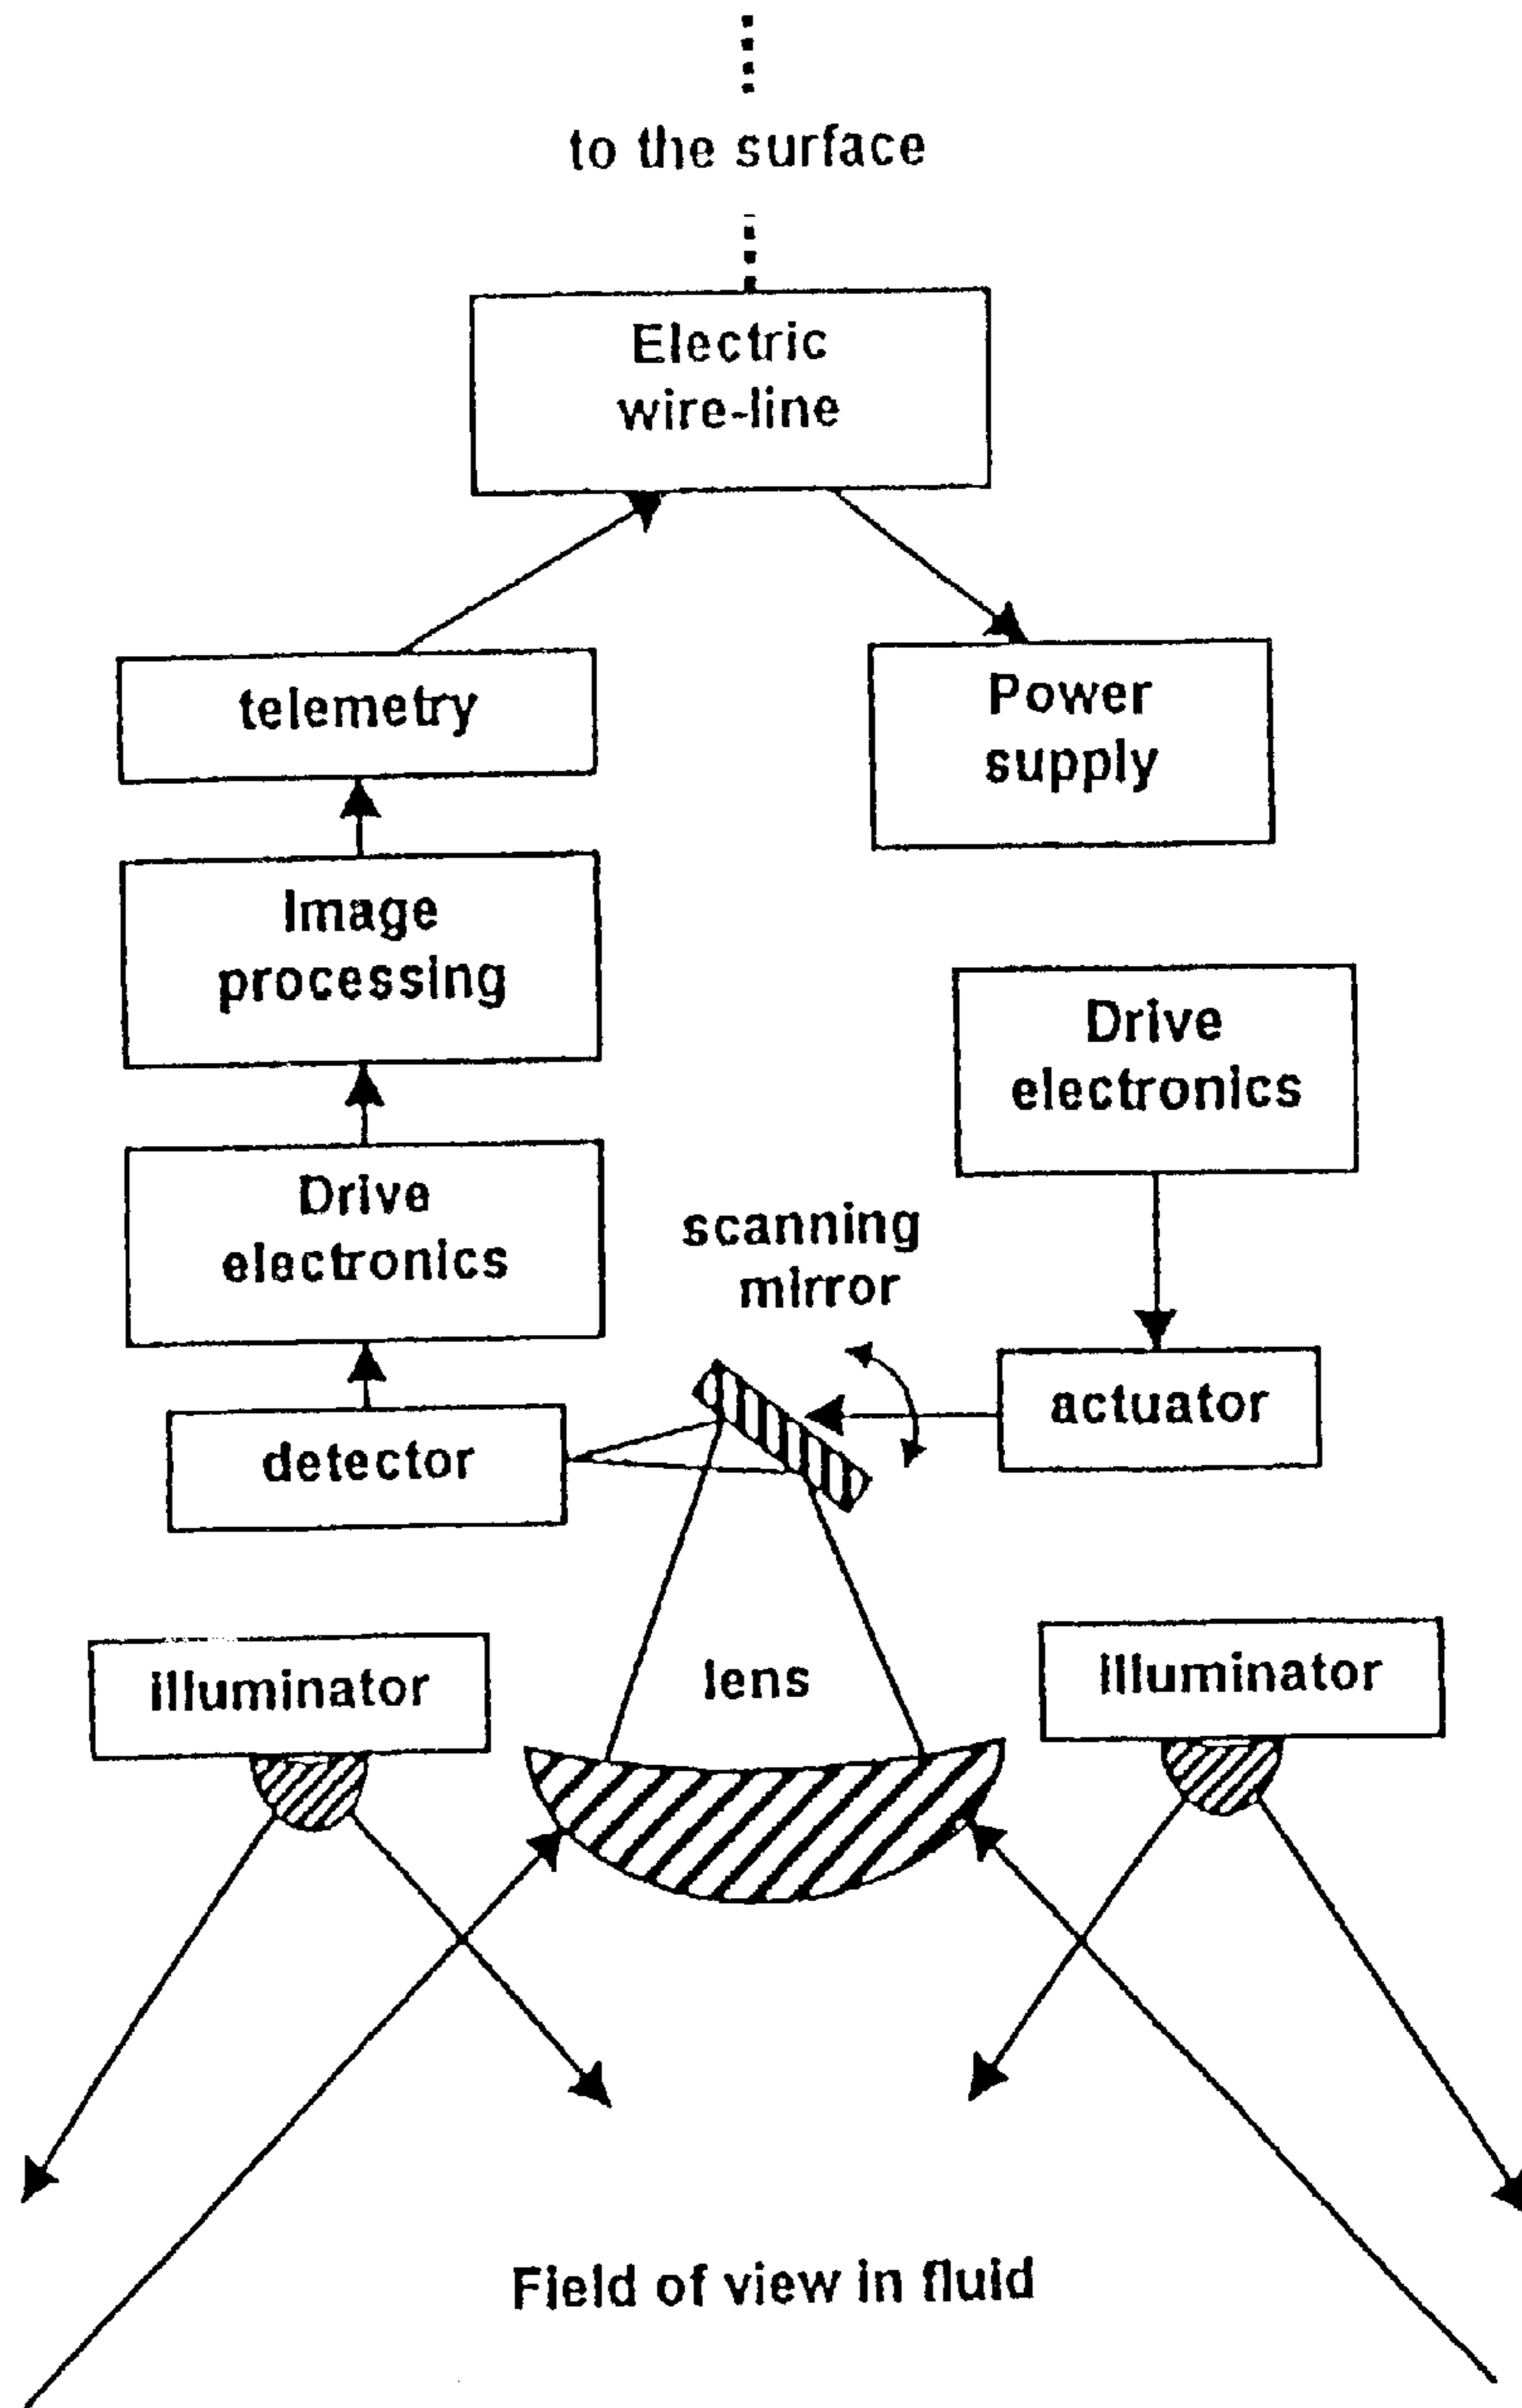 to the surface
Electric
wire-line
telemetry
Power
supply
Image
processing
Drive
electronics
Drive
electronics
scanning
mirror
actuator
detector
illuminator
lens
illuminator
Field of view in fluid